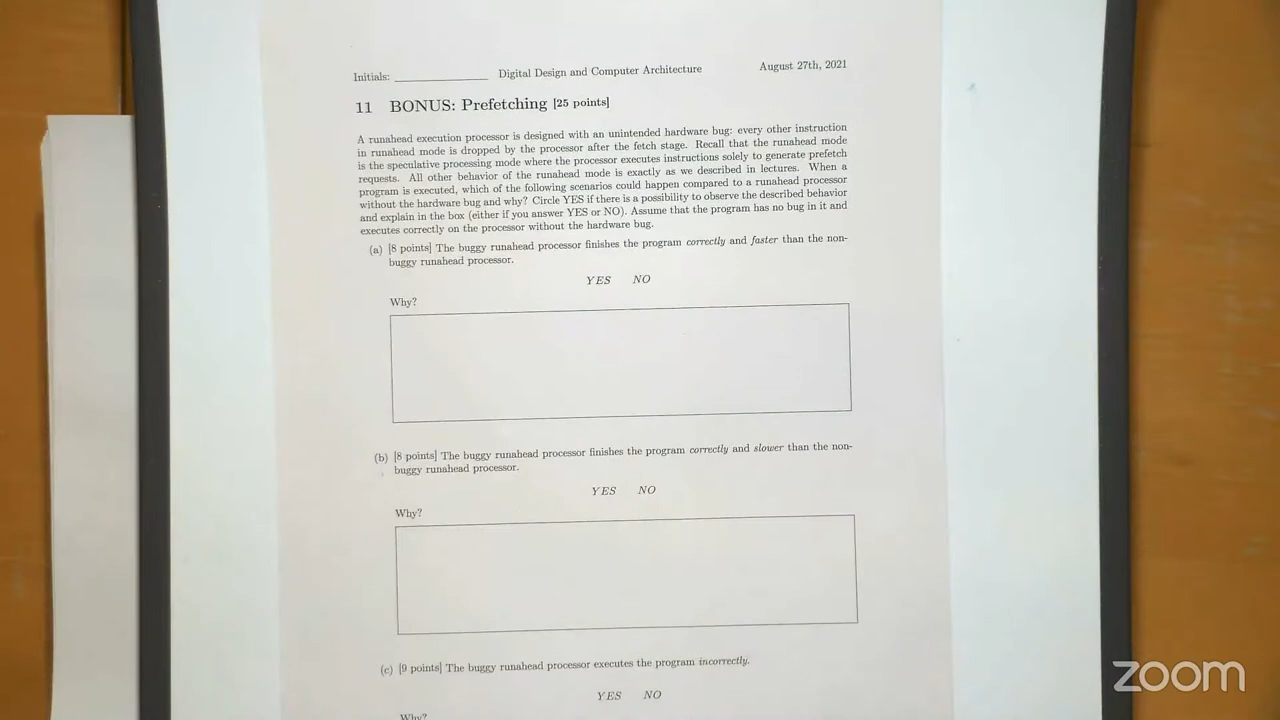 Initials: ______________ Digital Design and Computer Architecture August 27th, 2021
11 BONUS: Prefetching [25 points]
A runahead execution processor is designed with an unintended hardware bug: every other instruction
in runahead mode is dropped by the processor after the fetch stage. Recall that the runahead mode
is the speculative processing mode where the processor executes instructions solely to generate prefetch
requests. All other behavior of the runahead mode is exactly as we described in lectures. When a
program is executed, which of the following scenarios could happen compared to a runahead processor
without the hardware bug and why? Circle YES if there is a possibility to observe the described behavior
and explain in the box (either if you answer YES or NO). Assume that the program has no bug in it and
executes correctly on the processor without the hardware bug.
(a) [8 points] The buggy runahead processor finishes the program correctly and faster than the non-
buggy runahead processor.
YES NO
Why?
(b) [8 points] The buggy runahead processor finishes the program correctly and slower than the non-
buggy runahead processor.
YES NO
Why?
(c) [9 points] The buggy runahead processor executes the program incorrectly.
YES NO
Why?
zoom